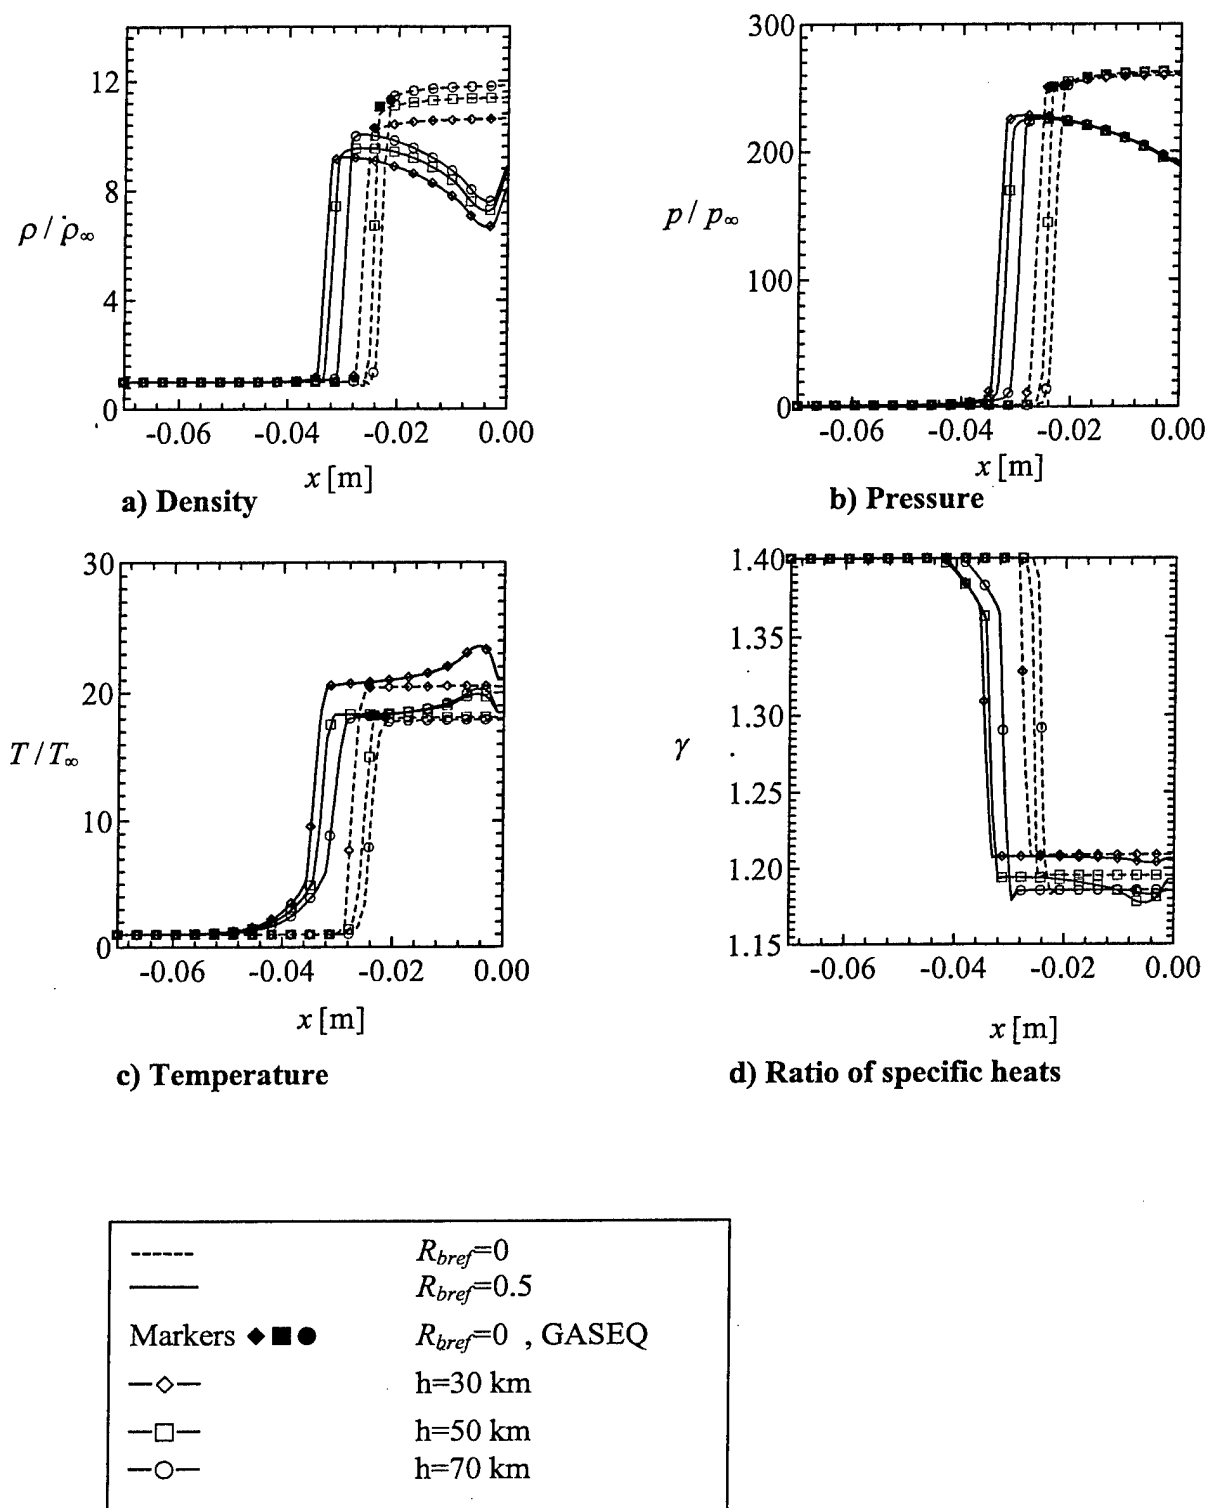 12
8
4
0
ρ / ρ∞
-0.06 -0.04 -0.02 0.00
x [m]
a) Density
300
200
100
0
p / p∞
-0.06 -0.04 -0.02 0.00
x [m]
b) Pressure
30
20
10
0
T / T∞
-0.06 -0.04 -0.02 0.00
x [m]
c) Temperature
1.40
1.35
1.30
1.25
1.20
1.15
γ
-0.06 -0.04 -0.02 0.00
x [m]
d) Ratio of specific heats
R_bref=0
R_bref=0.5
Markers ◆ ■ ● R_bref=0 , GASEQ
h=30 km
h=50 km
h=70 km